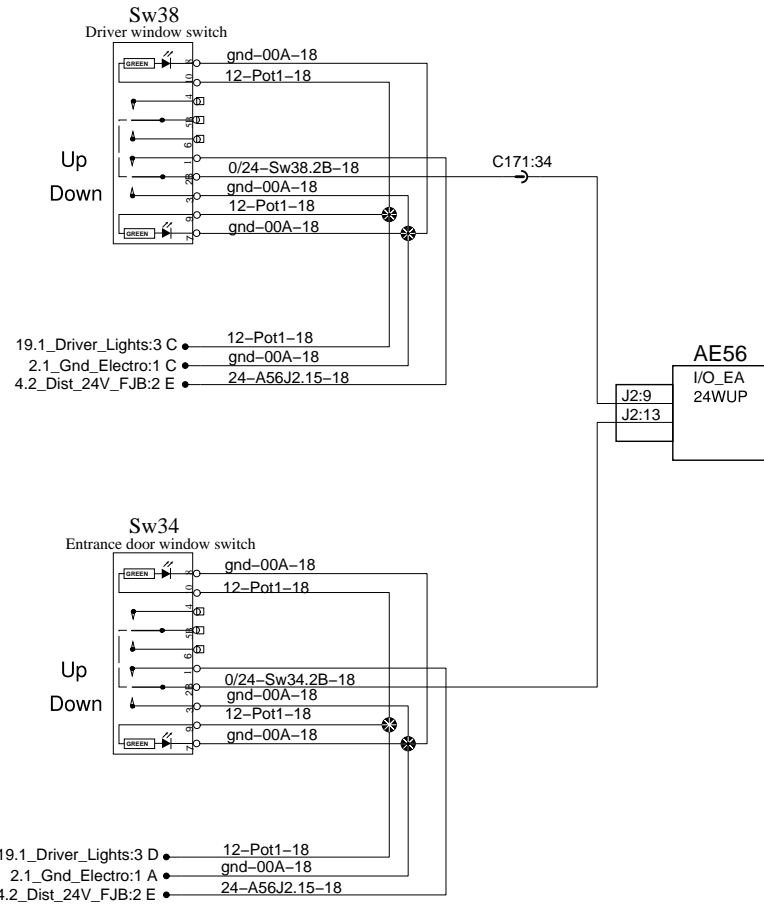 Sw38
Driver window switch
GREEN
8
gnd–00A–18
10
12–Pot1–18
4
5B
6
Up
1
C171:34
2B
0/24–Sw38.2B–18
Down
3
gnd–00A–18
9
12–Pot1–18
GREEN
7
gnd–00A–18
19.1_Driver_Lights:3 C
12–Pot1–18
2.1_Gnd_Electro:1 C
gnd–00A–18
4.2_Dist_24V_FJB:2 E
24–A56J2.15–18
AE56
I/O_EA
24WUP
J2:9
J2:13
Sw34
Entrance door window switch
GREEN
8
gnd–00A–18
10
12–Pot1–18
4
5B
6
Up
1
2B
0/24–Sw34.2B–18
Down
3
gnd–00A–18
9
12–Pot1–18
GREEN
7
gnd–00A–18
19.1_Driver_Lights:3 D
12–Pot1–18
2.1_Gnd_Electro:1 A
gnd–00A–18
4.2_Dist_24V_FJB:2 E
24–A56J2.15–18